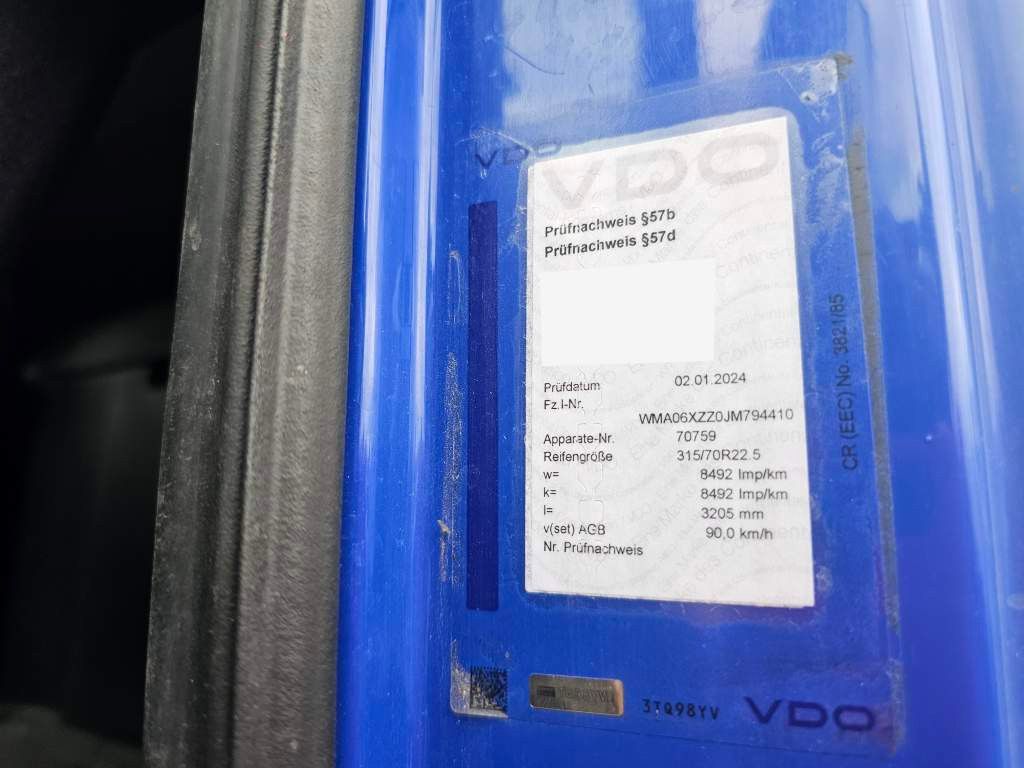 VDO
VDO
Prüfnachweis §57b
Prüfnachweis §57d
Prüfdatum 02.01.2024
Fz.I-Nr.
WMA06XZZ0JM794410
Apparate-Nr. 70759
Reifengröße 315/70R22.5
w= 8492 Imp/km
k= 8492 Imp/km
l= 3205 mm
v(set) AGB 90,0 km/h
Nr. Prüfnachweis
CR (EEC) No. 3821/85
3TQ98YV
VDO